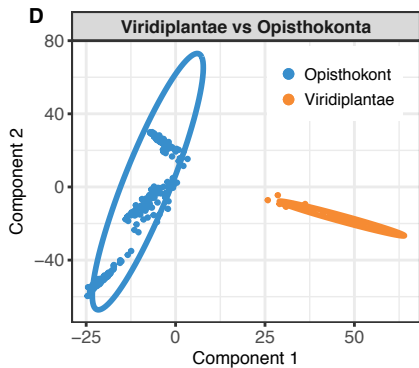 D
Viridiplantae vs Opisthokonta
80
40
0
−40
Component 2
Opisthokont
Viridiplantae
−25 0 25 50
Component 1